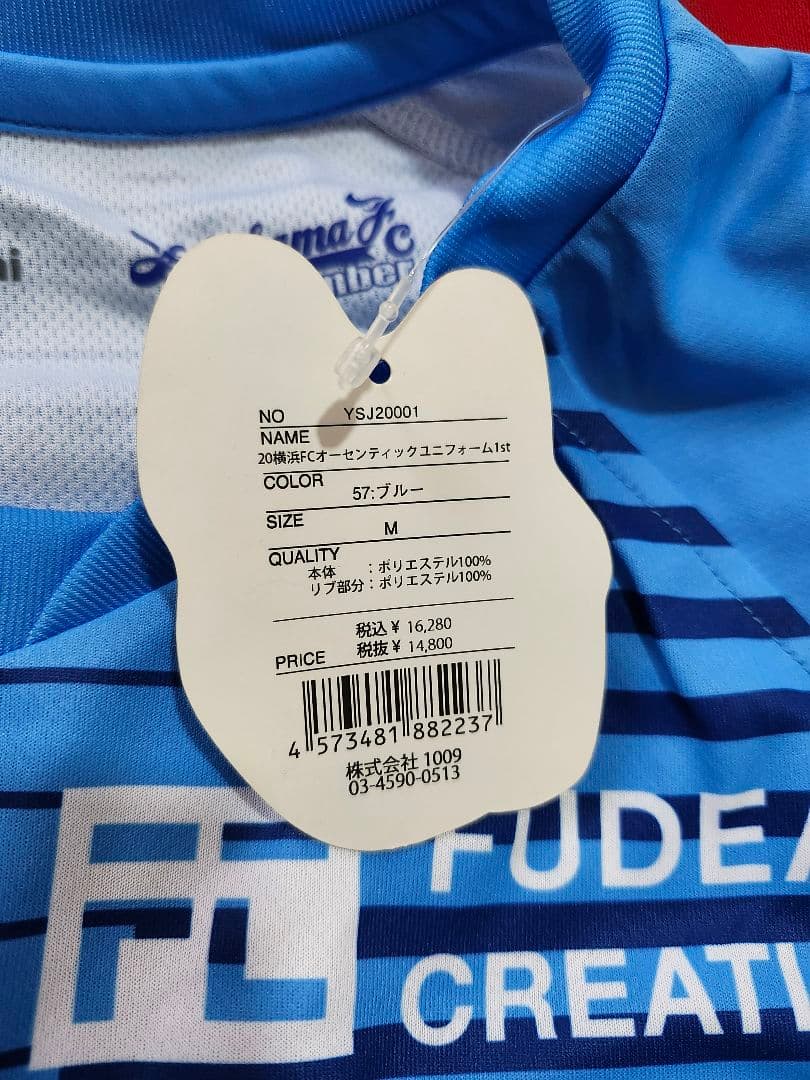 FC
NO YSJ20001
NAME
20横浜FCオーセンティックユニフォーム1st
COLOR
57:ブルー
SIZE
M
QUALITY
本体 :ポリエステル100%
リブ部分:ポリエステル100%
税込¥ 16,280
税抜¥ 14,800
PRICE
4 573481 882237
株式会社 1009
03-4590-0513
FC